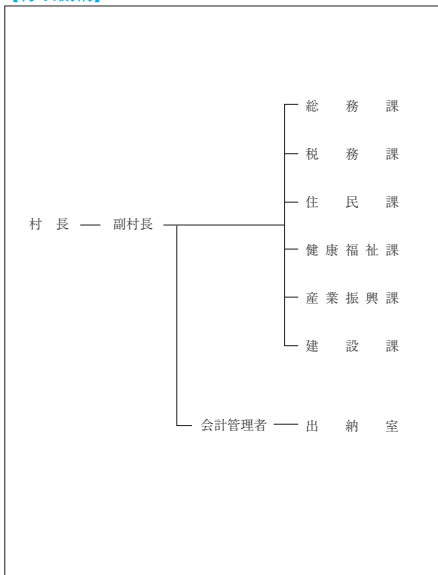 総務課
税務課
住民課
村長 副村長
健康福祉課
産業振興課
建設課
会計管理者 出納室